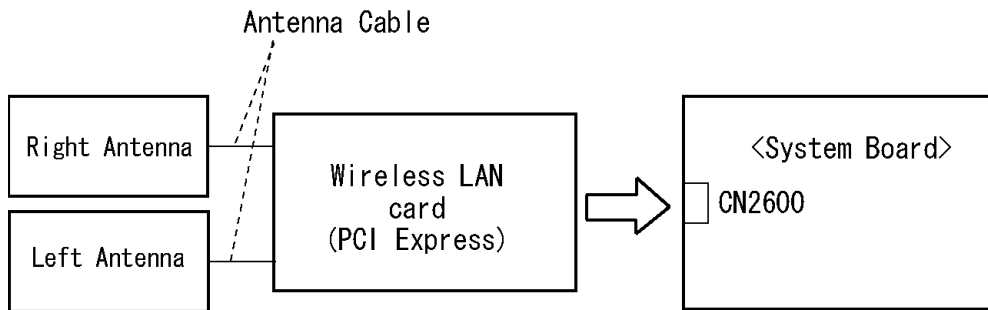 Antenna Cable
Right Antenna
Left Antenna
Wireless LAN
card
(PCI Express)
<System Board>
CN2600